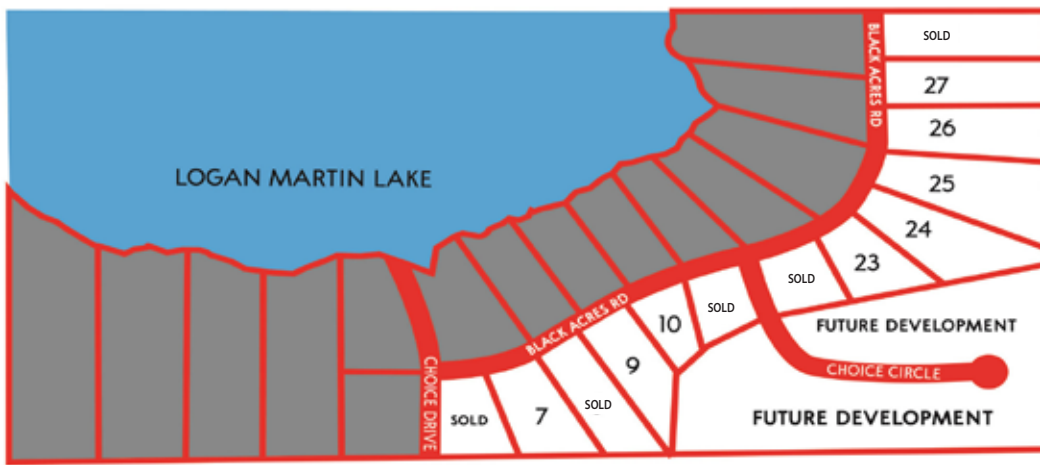 SOLD
BLACK ACRES RD
27
26
LOGAN MARTIN LAKE
25
24
23
SOLD
SOLD
10
BLACK ACRES RD
FUTURE DEVELOPMENT
9
CHOICE CIRCLE
CHOICE DRIVE
SOLD
7
SOLD
FUTURE DEVELOPMENT